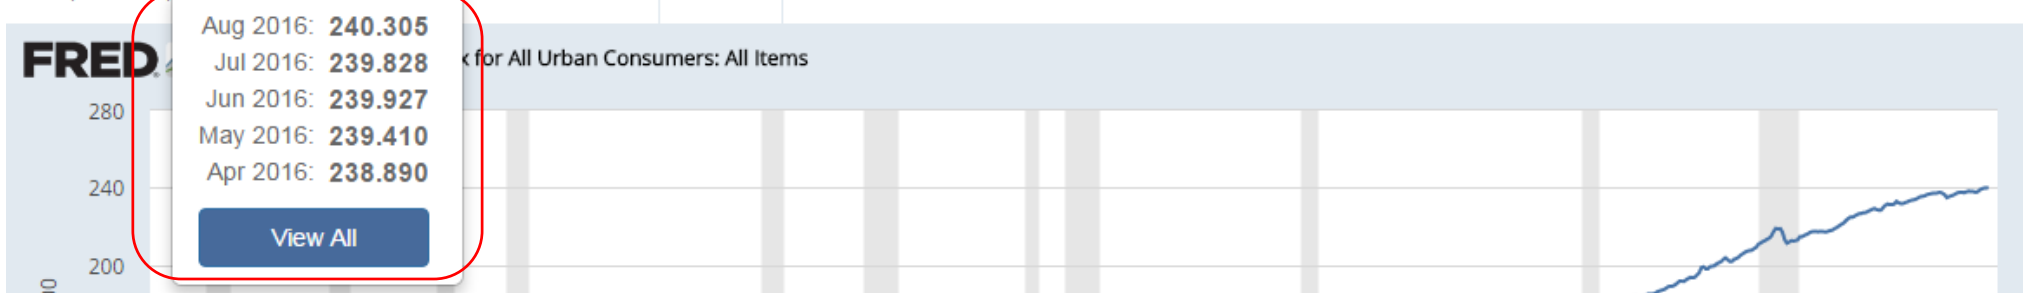 Aug 2016: 240.305
FRED
Jul 2016: 239.828
for All Urban Consumers: All Items
Jun 2016: 239.927
280
May 2016: 239.410
Apr 2016: 238.890
240
View All
200